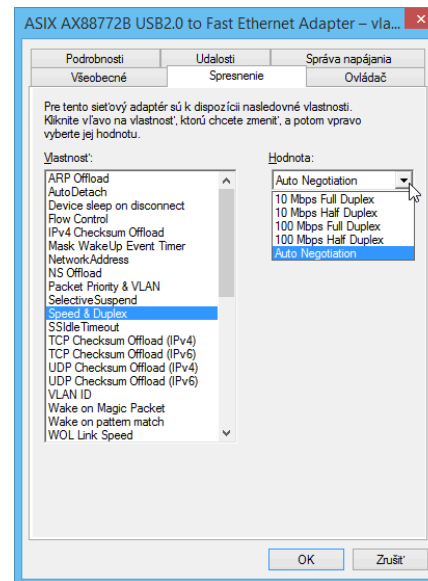 ASIX AX88772B USB2.0 to Fast Ethernet Adapter – vla...
Podrobnosti
Udalosti
Správa napájania
Všeobecné
Spresnenie
Ovládač
Pre tento sieťový adaptér sú k dispozícii nasledovné vlastnosti.
Kliknite vľavo na vlastnosť, ktorú chcete zmeniť, a potom vpravo
vyberte jej hodnotu.
Vlastnosť:
Hodnota:
ARP Offload
AutoDetach
Device sleep on disconnect
Flow Control
IPv4 Checksum Offload
Mask WakeUp Event Timer
NetworkAddress
NS Offload
Packet Priority & VLAN
SelectiveSuspend
Speed & Duplex
SSIdleTimeout
TCP Checksum Offload (IPv4)
TCP Checksum Offload (IPv6)
UDP Checksum Offload (IPv4)
UDP Checksum Offload (IPv6)
VLAN ID
Wake on Magic Packet
Wake on pattern match
WOL Link Speed
Auto Negotiation
10 Mbps Full Duplex
10 Mbps Half Duplex
100 Mbps Full Duplex
100 Mbps Half Duplex
Auto Negotiation
OK
Zrušiť